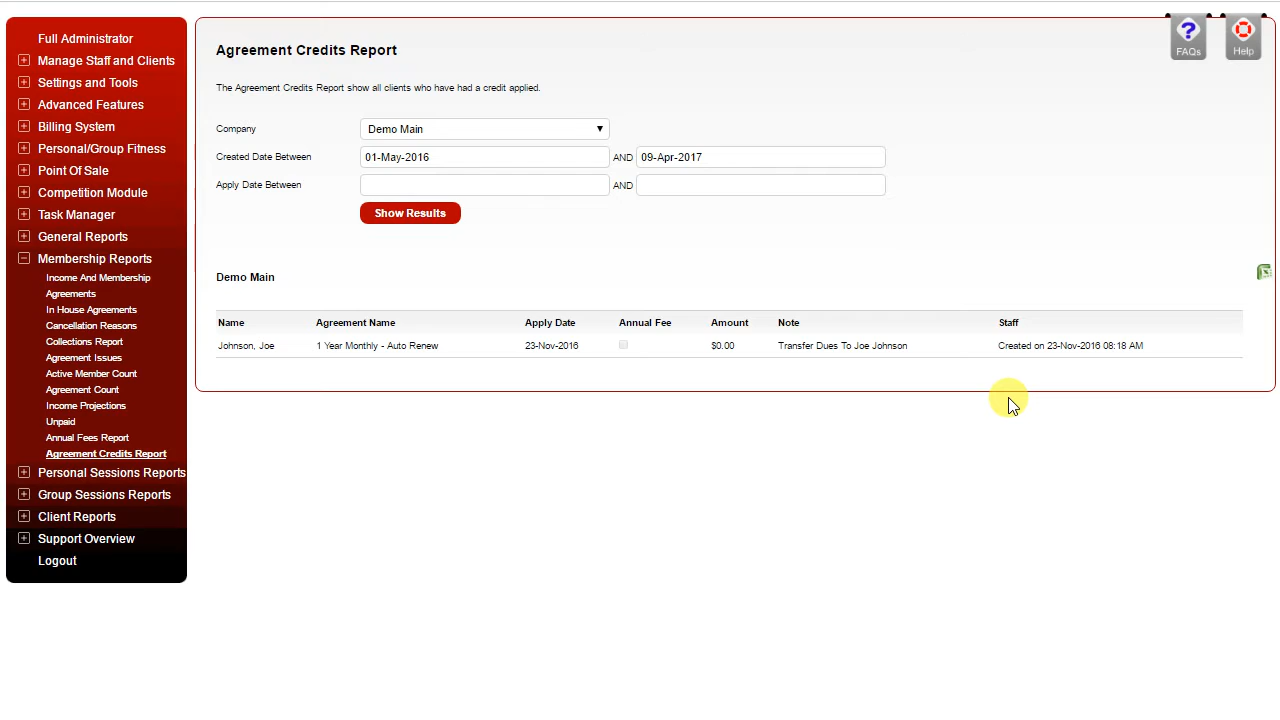 Full Administrator
Manage Staff and Clients
Settings and Tools
Advanced Features
Billing System
Personal/Group Fitness
Point Of Sale
Competition Module
Task Manager
General Reports
Membership Reports
Income And Membership
Agreements
In House Agreements
Cancellation Reasons
Collections Report
Agreement Issues
Active Member Count
Agreement Count
Income Projections
Unpaid
Annual Fees Report
Agreement Credits Report
Personal Sessions Reports
Group Sessions Reports
Client Reports
Support Overview
Logout
FAQs
Help
Agreement Credits Report
The Agreement Credits Report show all clients who have had a credit applied.
Company Demo Main
Created Date Between 01-May-2016 AND 09-Apr-2017
Apply Date Between AND
Show Results
Demo Main
Name Agreement Name Apply Date Annual Fee Amount Note Staff
Johnson, Joe 1 Year Monthly - Auto Renew 23-Nov-2016 $0.00 Transfer Dues To Joe Johnson Created on 23-Nov-2016 08:18 AM